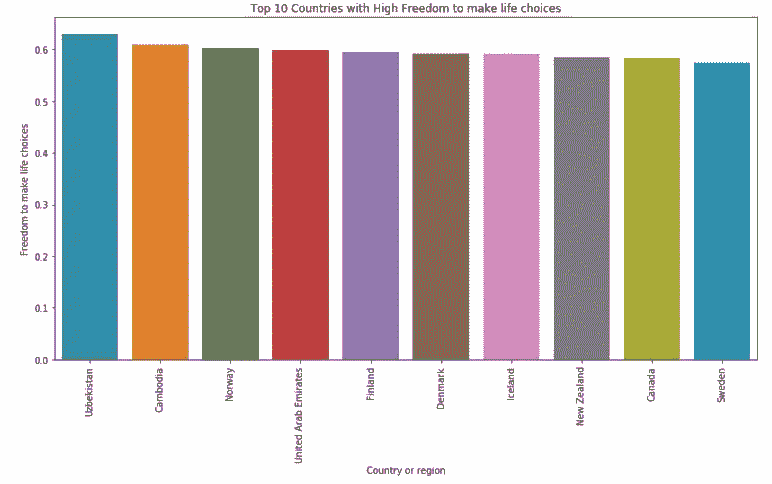 Top 10 Countries with High Freedom to make life choices
Freedom to make life choices
0.6
0.5
0.4
0.3
0.2
0.1
0.0
Uzbekistan
Cambodia
Norway
United Arab Emirates
Finland
Denmark
Iceland
New Zealand
Canada
Sweden
Country or region